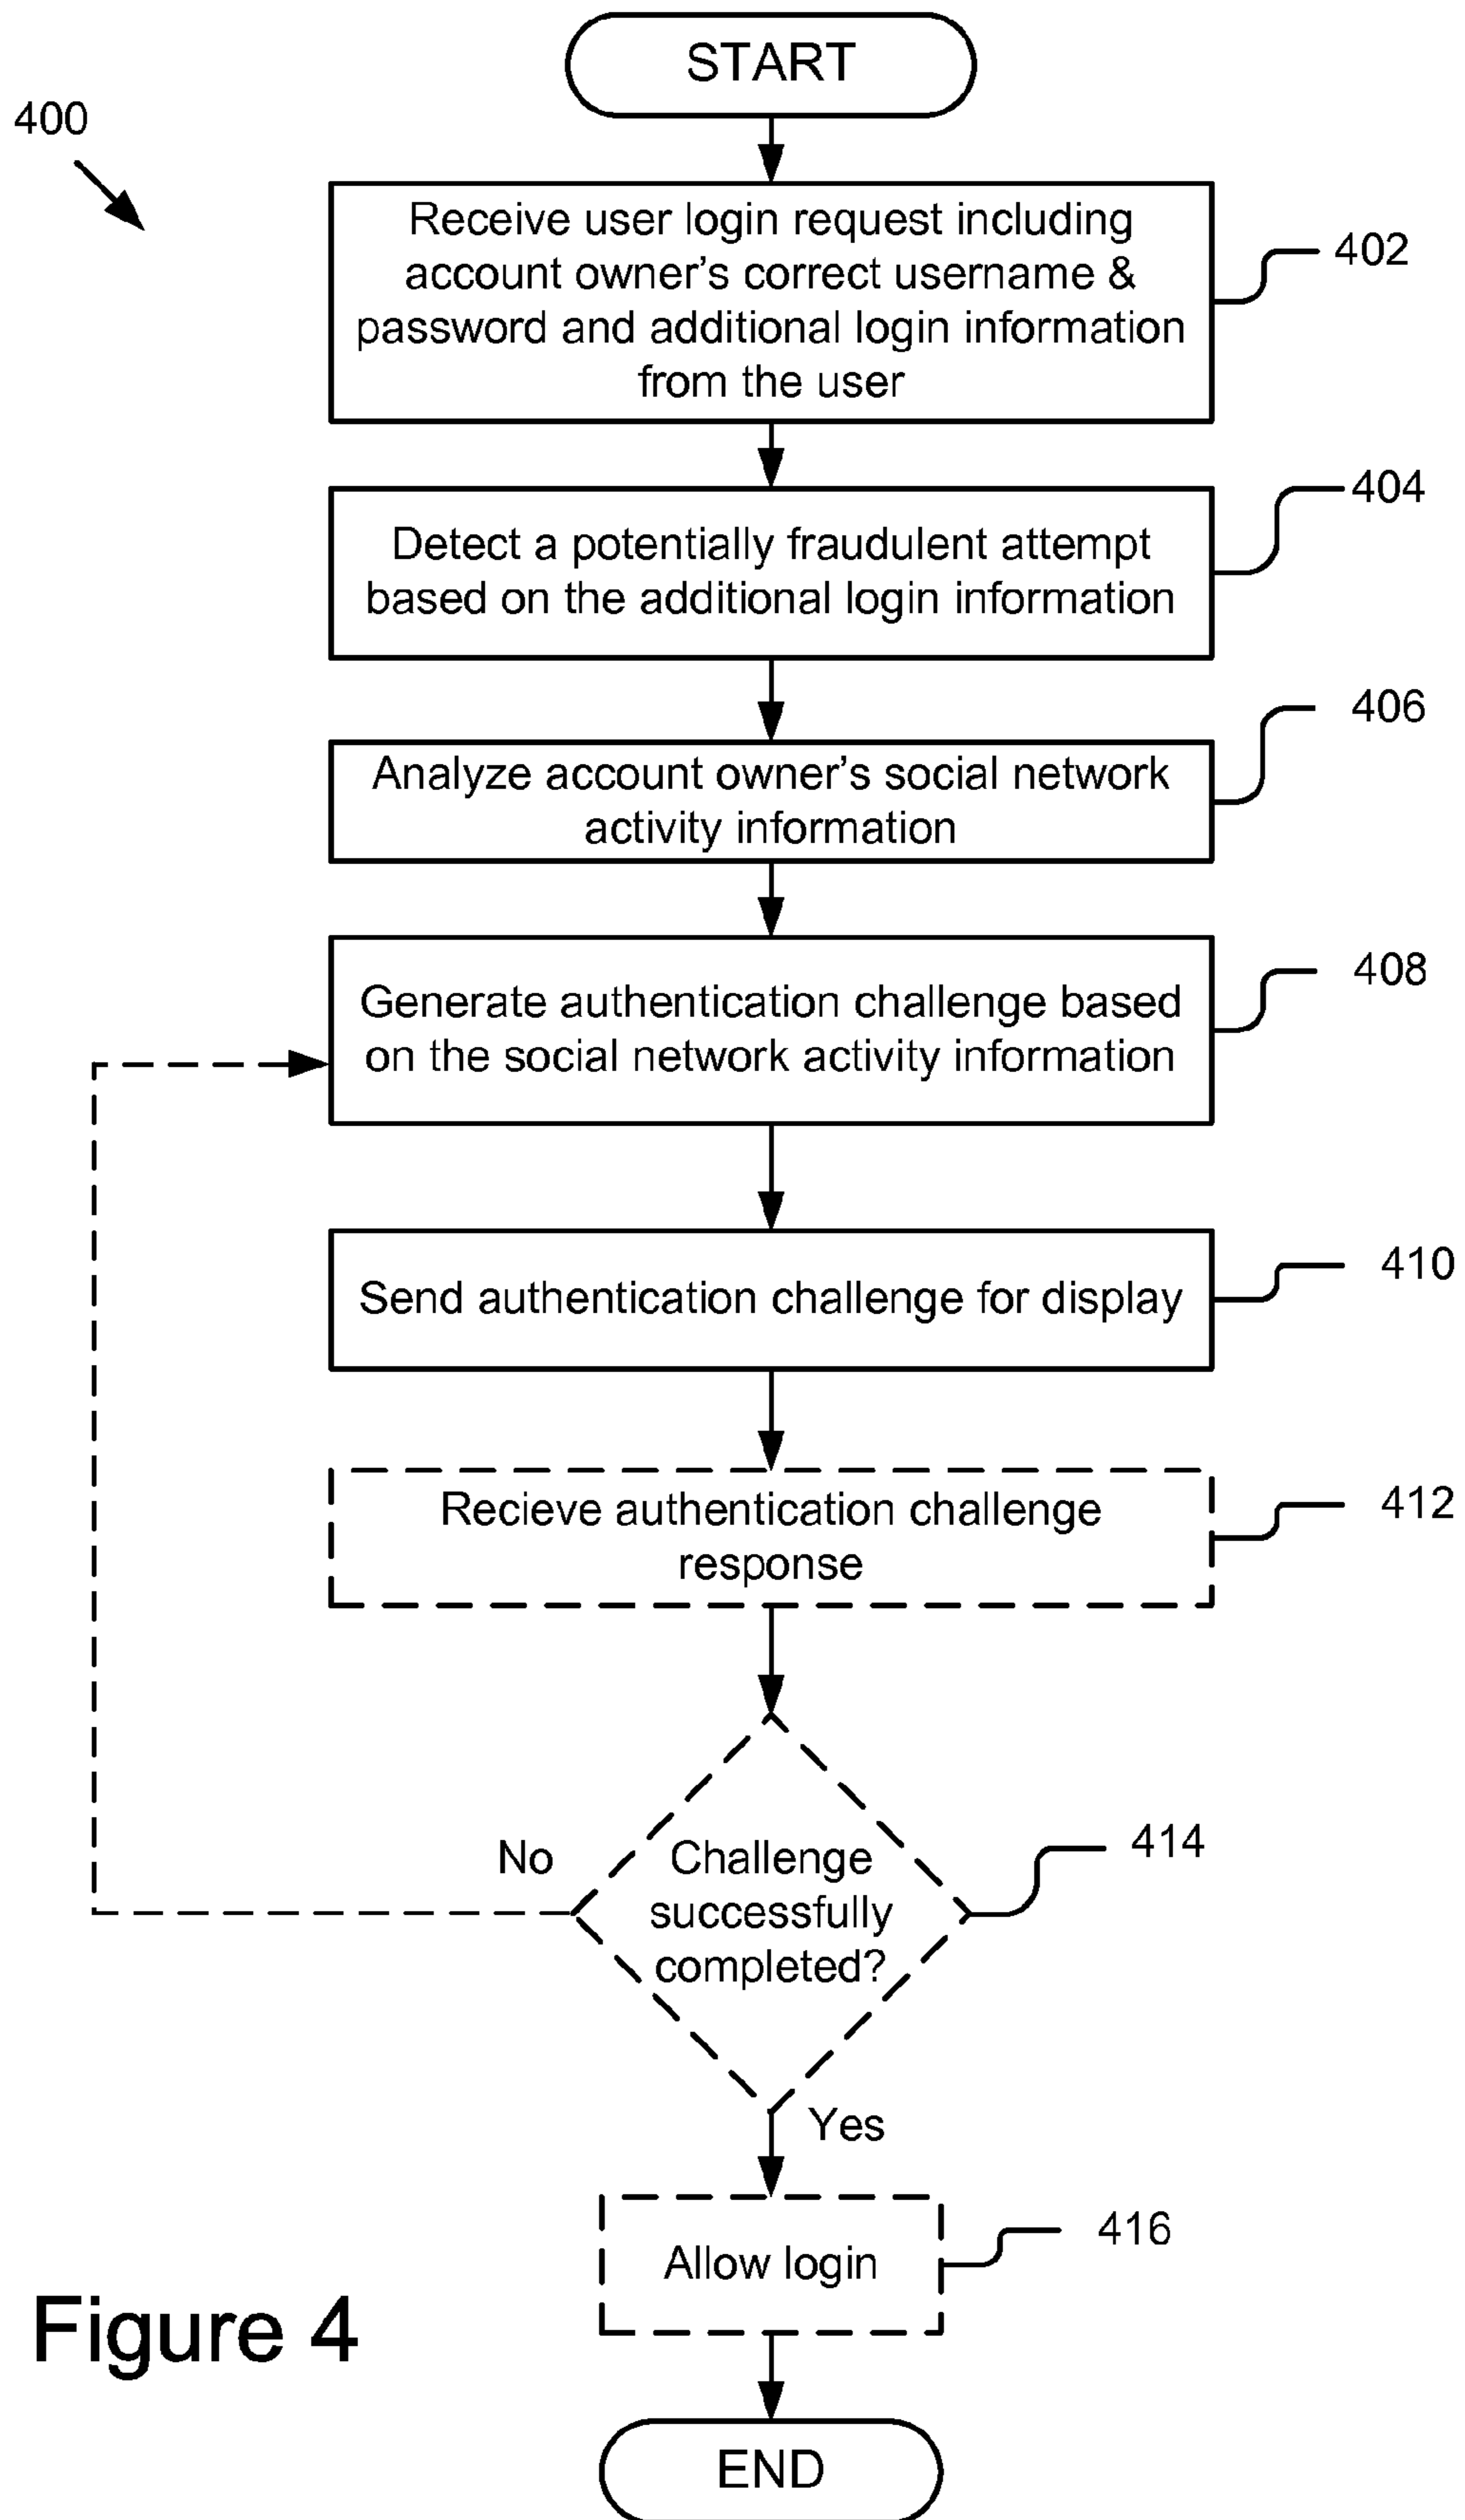 START
400
Receive user login request including
account owner’s correct username &
password and additional login information
from the user
402
Detect a potentially fraudulent attempt
based on the additional login information
404
Analyze account owner’s social network
activity information
406
Generate authentication challenge based
on the social network activity information
408
Send authentication challenge for display
410
Recieve authentication challenge
response
412
Challenge
successfully
completed?
414
No
Yes
Allow login
416
END
Figure 4